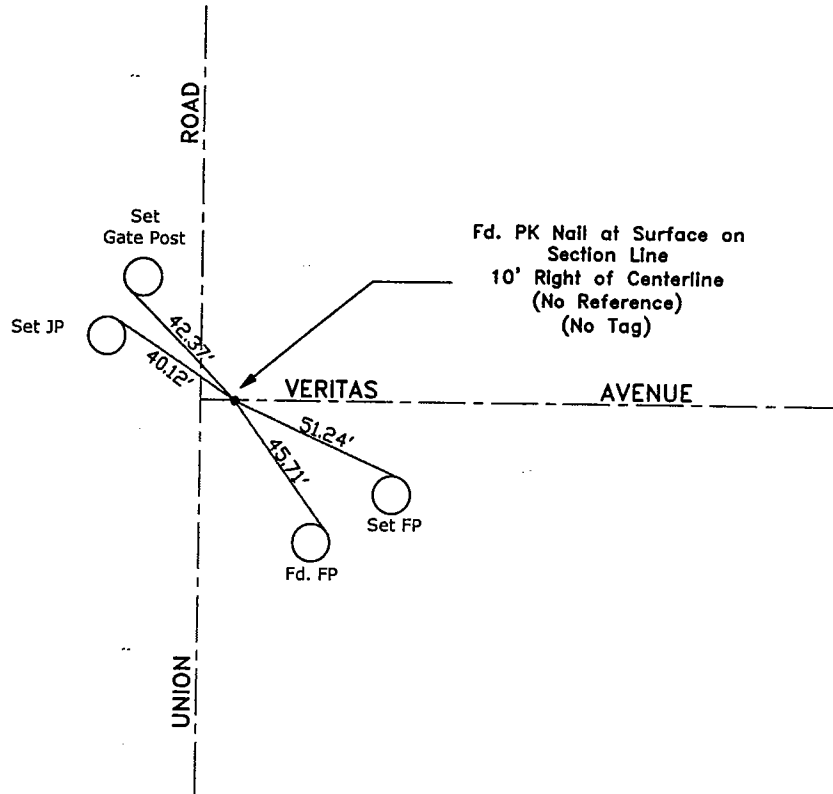 ROAD
Set
Gate Post
Fd. PK Nail at Surface on
Section Line
10' Right of Centerline
(No Reference)
(No Tag)
Set JP
42.37'
40.12'
VERITAS AVENUE
51.24'
45.71'
Set FP
Fd. FP
UNION